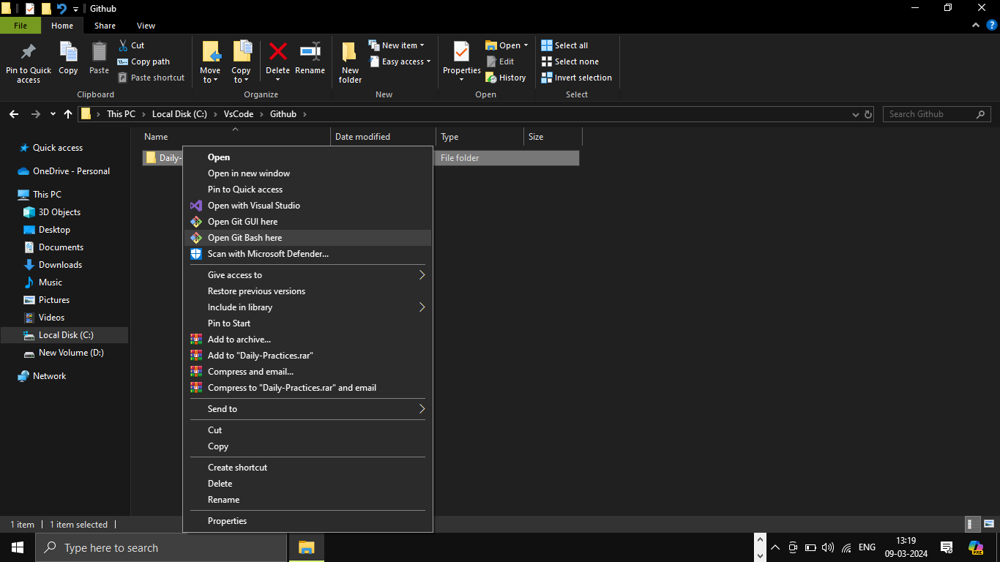 Github
File Home Share View
Pin to Quick access
Copy
Paste
Cut
Copy path
Paste shortcut
Clipboard
Move to
Copy to
Delete
Rename
Organize
New folder
New item
Easy access
New
Properties
Open
Edit
History
Open
Select all
Select none
Invert selection
Select
This PC > Local Disk (C:) > VsCode > Github >
Search Github
Name Date modified Type Size
Daily- File folder
Quick access
OneDrive - Personal
This PC
3D Objects
Desktop
Documents
Downloads
Music
Pictures
Videos
Local Disk (C:)
New Volume (D:)
Network
Open
Open in new window
Pin to Quick access
Open with Visual Studio
Open Git GUI here
Open Git Bash here
Scan with Microsoft Defender...
Give access to
Restore previous versions
Include in library
Pin to Start
Add to archive...
Add to "Daily-Practices.rar"
Compress and email...
Compress to "Daily-Practices.rar" and email
Send to
Cut
Copy
Create shortcut
Delete
Rename
Properties
1 item 1 item selected
Type here to search
ENG
13:19
09-03-2024
PRE